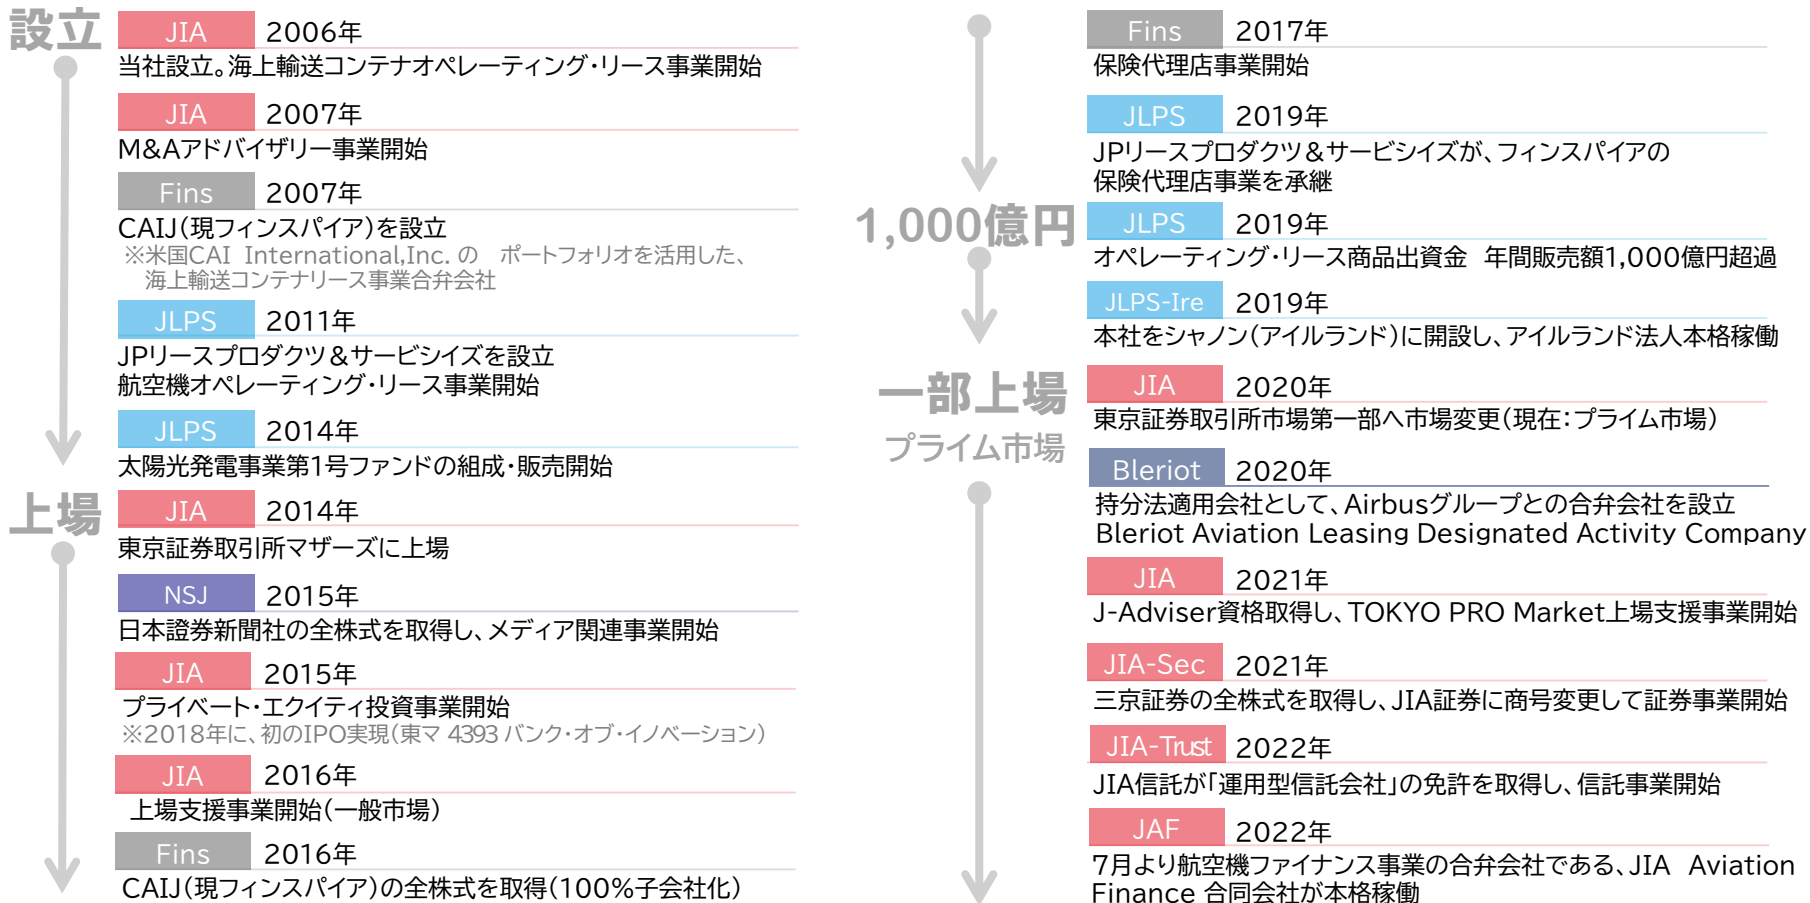 設立
JIA 2006年
当社設立。海上輸送コンテナオペレーティング・リース事業開始
JIA 2007年
M&Aアドバイザリー事業開始
Fins 2007年
CAIJ(現フィンスパイア)を設立
※米国CAI International,Inc. の ポートフォリオを活用した、
海上輸送コンテナリース事業合弁会社
JLPS 2011年
JPリースプロダクツ&サービシイズを設立
航空機オペレーティング・リース事業開始
JLPS 2014年
太陽光発電事業第1号ファンドの組成・販売開始
上場
JIA 2014年
東京証券取引所マザーズに上場
NSJ 2015年
日本證券新聞社の全株式を取得し、メディア関連事業開始
JIA 2015年
プライベート・エクイティ投資事業開始
※2018年に、初のIPO実現(東マ 4393 バンク・オブ・イノベーション)
JIA 2016年
上場支援事業開始(一般市場)
Fins 2016年
CAIJ(現フィンスパイア)の全株式を取得(100%子会社化)
Fins 2017年
保険代理店事業開始
JLPS 2019年
JPリースプロダクツ&サービシイズが、フィンスパイアの
保険代理店事業を承継
1,000億円
JLPS 2019年
オペレーティング・リース商品出資金 年間販売額1,000億円超過
JLPS-Ire 2019年
本社をシャノン(アイルランド)に開設し、アイルランド法人本格稼働
一部上場
プライム市場
JIA 2020年
東京証券取引所市場第一部へ市場変更(現在:プライム市場)
Bleriot 2020年
持分法適用会社として、Airbusグループとの合弁会社を設立
Bleriot Aviation Leasing Designated Activity Company
JIA 2021年
J-Adviser資格取得し、TOKYO PRO Market上場支援事業開始
JIA-Sec 2021年
三京証券の全株式を取得し、JIA証券に商号変更して証券事業開始
JIA-Trust 2022年
JIA信託が「運用型信託会社」の免許を取得し、信託事業開始
JAF 2022年
7月より航空機ファイナンス事業の合弁会社である、JIA Aviation
Finance 合同会社が本格稼働